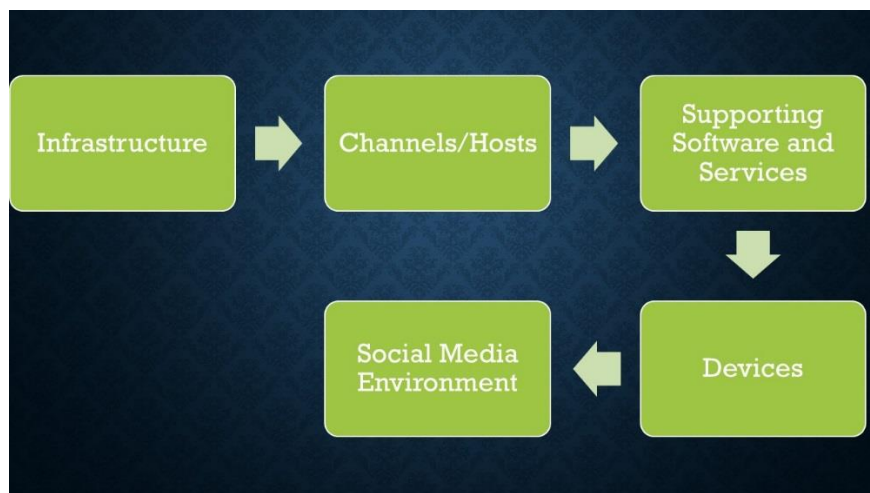 Infrastructure
Channels/Hosts
Supporting
Software and
Services
Devices
Social Media
Environment